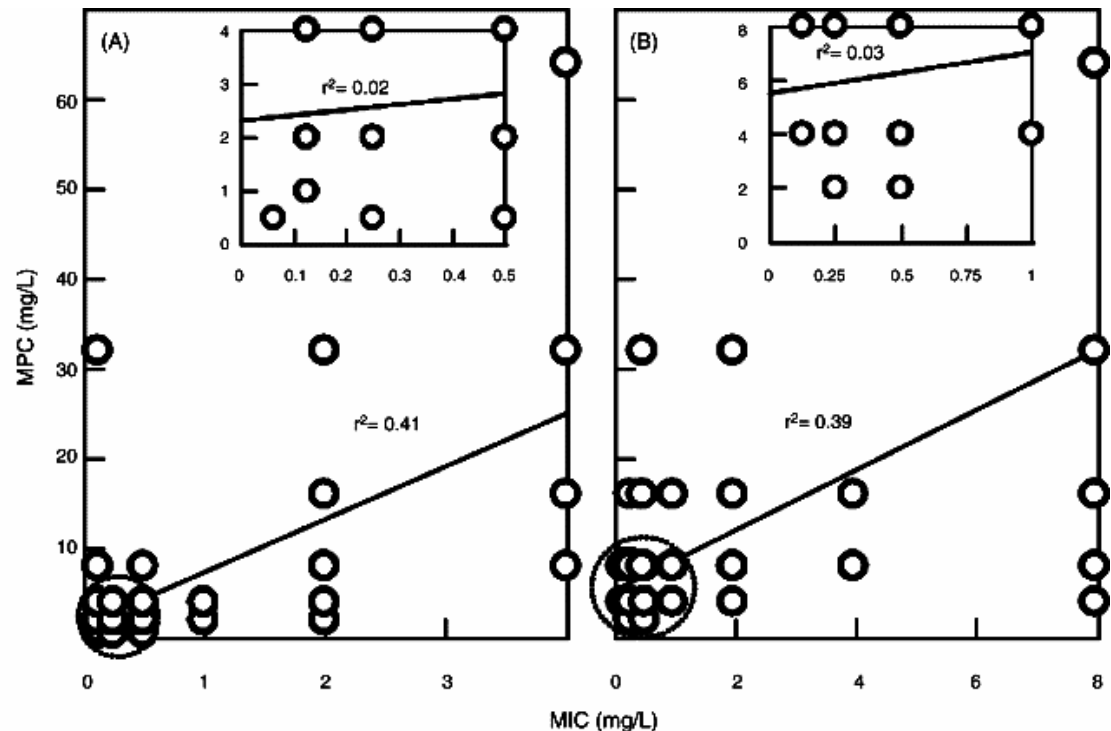 (A)
4
3
2
1
0
r²= 0.02
0 0.1 0.2 0.3 0.4 0.5
(B)
8
6
4
2
0
r²= 0.03
0 0.25 0.5 0.75 1
MPC (mg/L)
60
50
40
30
20
10
r²= 0.41
r²= 0.39
0 1 2 3
0 2 4 6 8
MIC (mg/L)